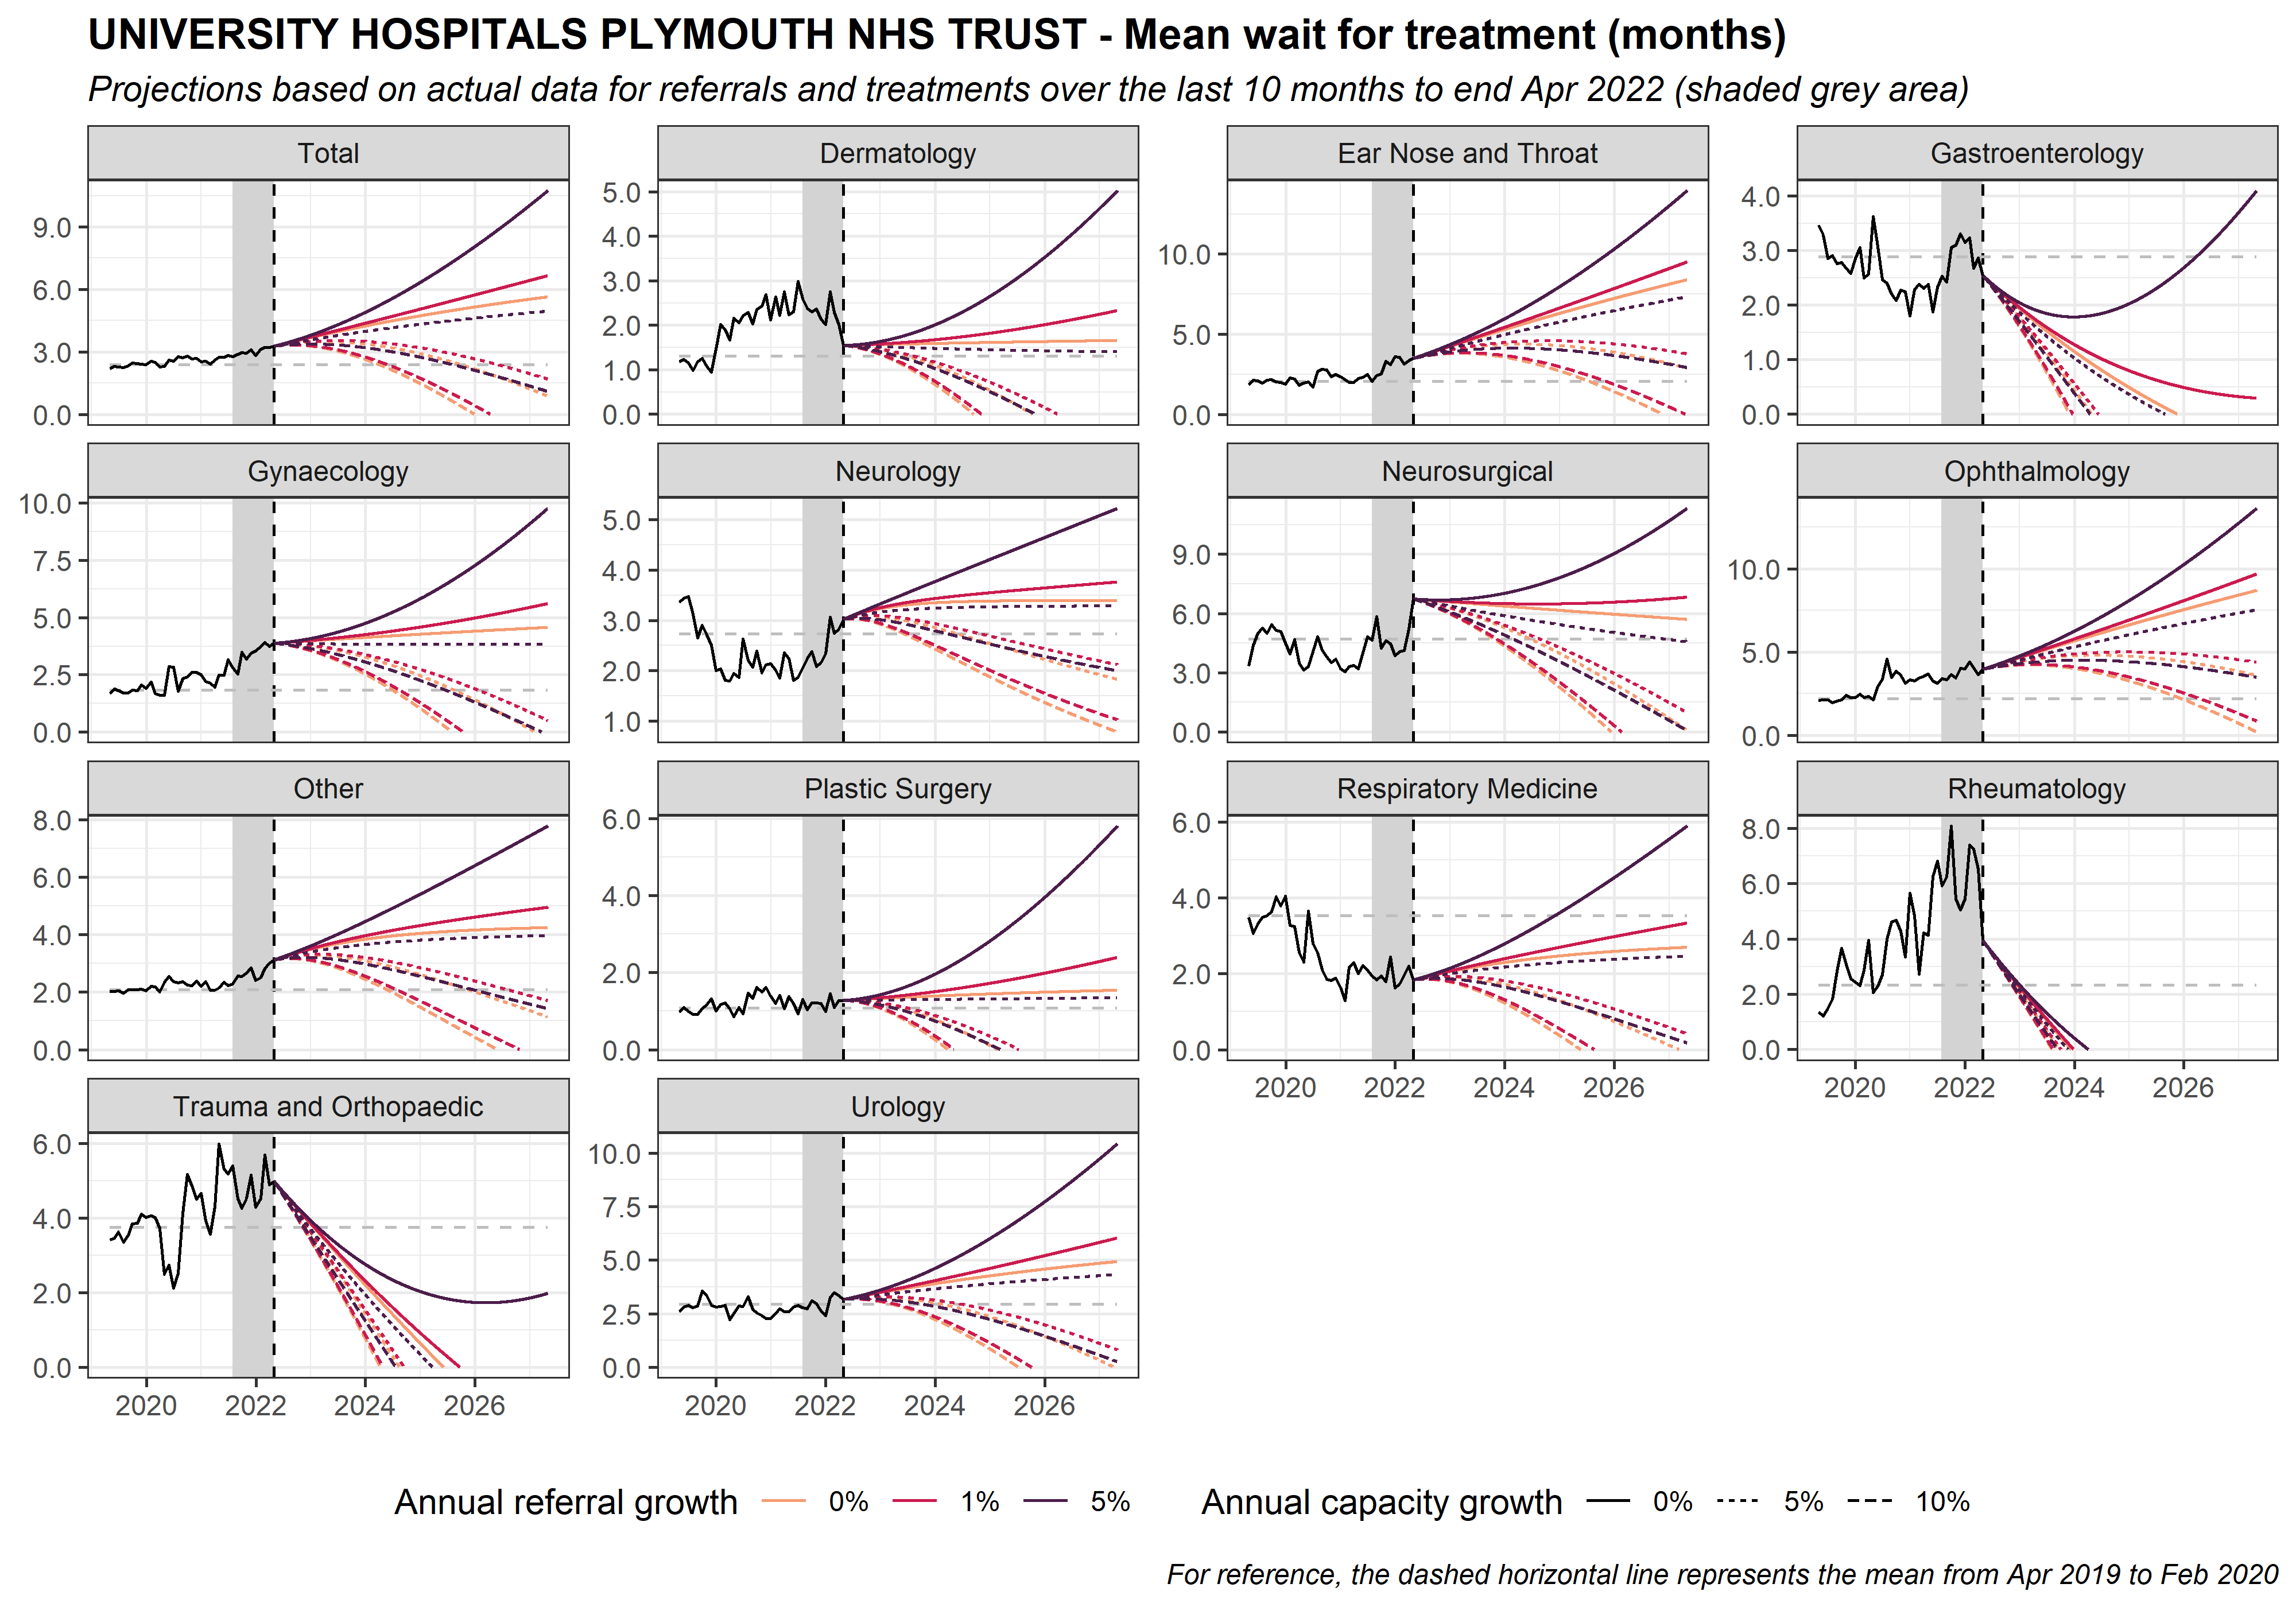 UNIVERSITY HOSPITALS PLYMOUTH NHS TRUST - Mean wait for treatment (months)
Projections based on actual data for referrals and treatments over the last 10 months to end Apr 2022 (shaded grey area)
Total
9.0
6.0
3.0
0.0
Dermatology
5.0
4.0
3.0
2.0
1.0
0.0
Ear Nose and Throat
10.0
5.0
0.0
Gastroenterology
4.0
3.0
2.0
1.0
0.0
Gynaecology
10.0
7.5
5.0
2.5
0.0
Neurology
5.0
4.0
3.0
2.0
1.0
Neurosurgical
9.0
6.0
3.0
0.0
Ophthalmology
10.0
5.0
0.0
Other
8.0
6.0
4.0
2.0
0.0
Plastic Surgery
6.0
4.0
2.0
0.0
Respiratory Medicine
6.0
4.0
2.0
0.0
2020 2022 2024 2026
Rheumatology
8.0
6.0
4.0
2.0
0.0
2020 2022 2024 2026
Trauma and Orthopaedic
6.0
4.0
2.0
0.0
2020 2022 2024 2026
Urology
10.0
7.5
5.0
2.5
0.0
2020 2022 2024 2026
Annual referral growth 0% 1% 5% Annual capacity growth 0% 5% 10%
For reference, the dashed horizontal line represents the mean from Apr 2019 to Feb 2020